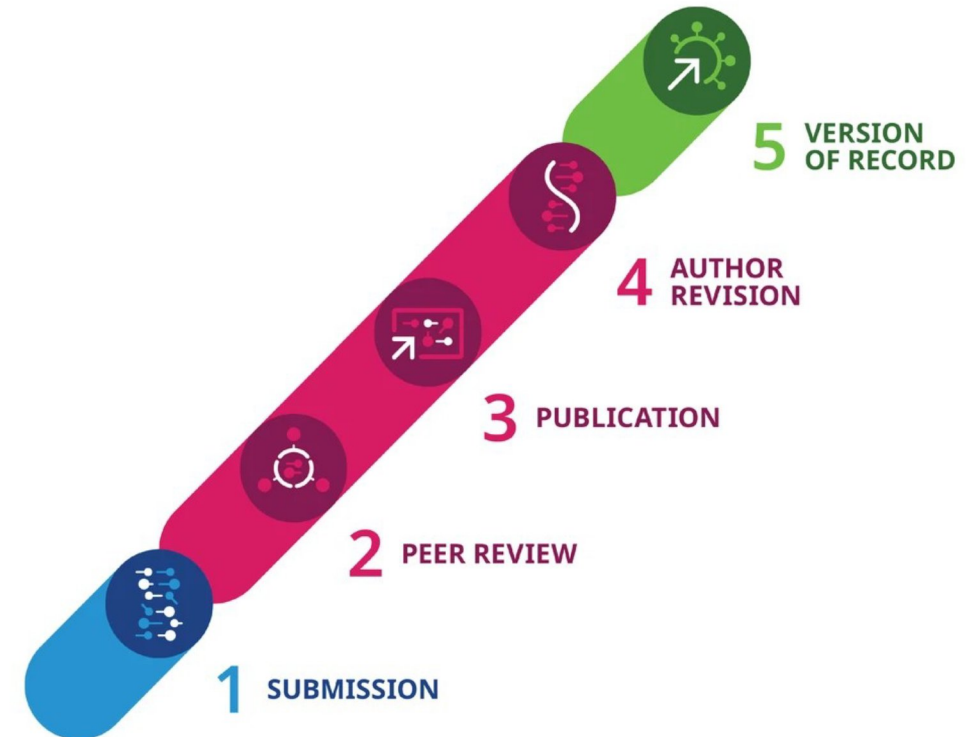 5 VERSION
OF RECORD
4 AUTHOR
REVISION
3 PUBLICATION
2 PEER REVIEW
1 SUBMISSION